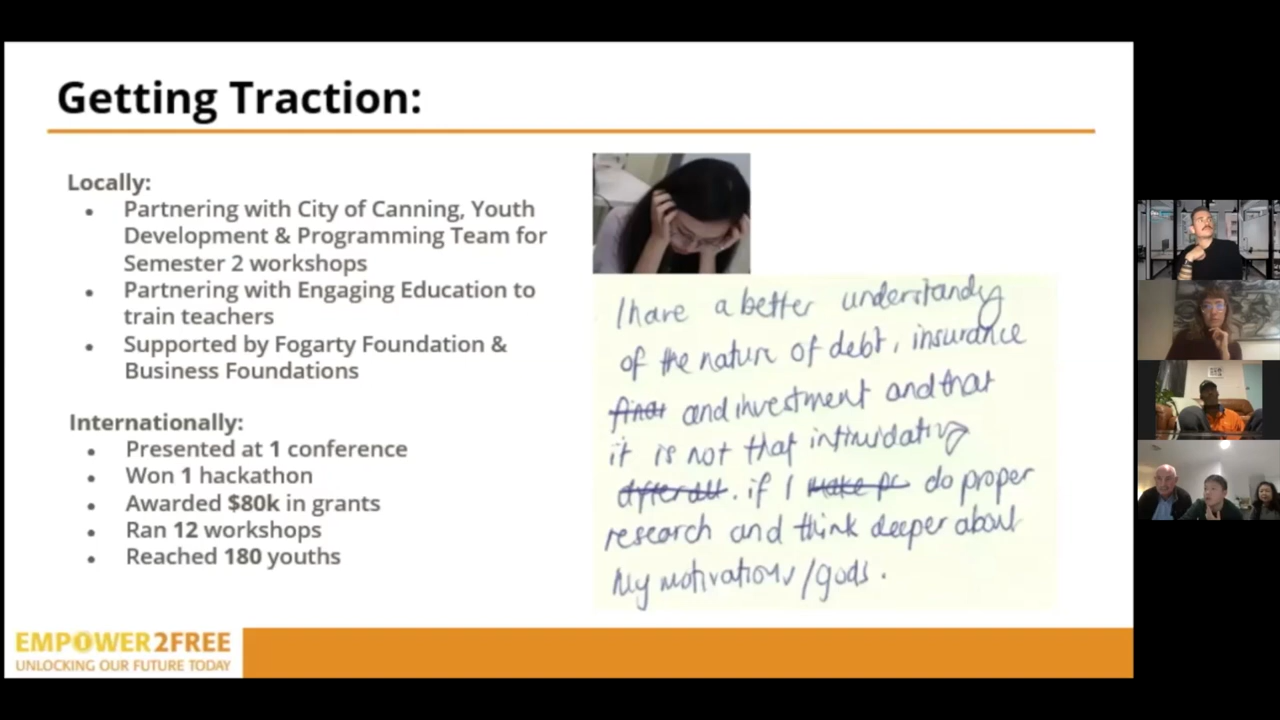 Getting Traction:
Locally:
• Partnering with City of Canning, Youth
Development & Programming Team for
Semester 2 workshops
• Partnering with Engaging Education to
train teachers
• Supported by Fogarty Foundation &
Business Foundations
Internationally:
• Presented at 1 conference
• Won 1 hackathon
• Awarded $80k in grants
• Ran 12 workshops
• Reached 180 youths
I have a better understanding
of the nature of debt, insurance
and investment and that
it is not that intimidating
. if I do proper
research and think deeper about
my motivations/goals.
EMPOWER2FREE
UNLOCKING OUR FUTURE TODAY